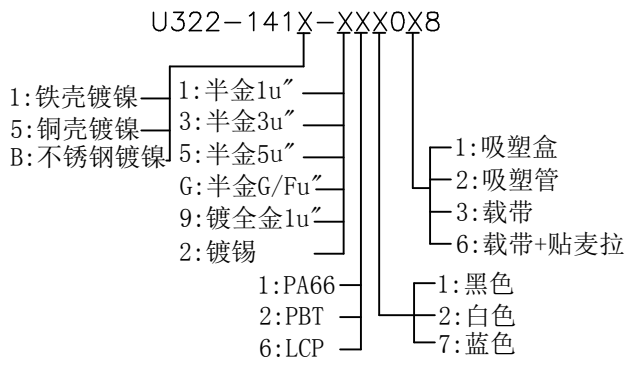 U322-141X-XXX0X8
1:铁壳镀镍
5:铜壳镀镍
B:不锈钢镀镍
1:半金1u"
3:半金3u"
5:半金5u"
G:半金G/Fu"
9:镀全金1u"
2:镀锡
1:PA66
2:PBT
6:LCP
1:吸塑盒
2:吸塑管
3:载带
6:载带+贴麦拉
1:黑色
2:白色
7:蓝色